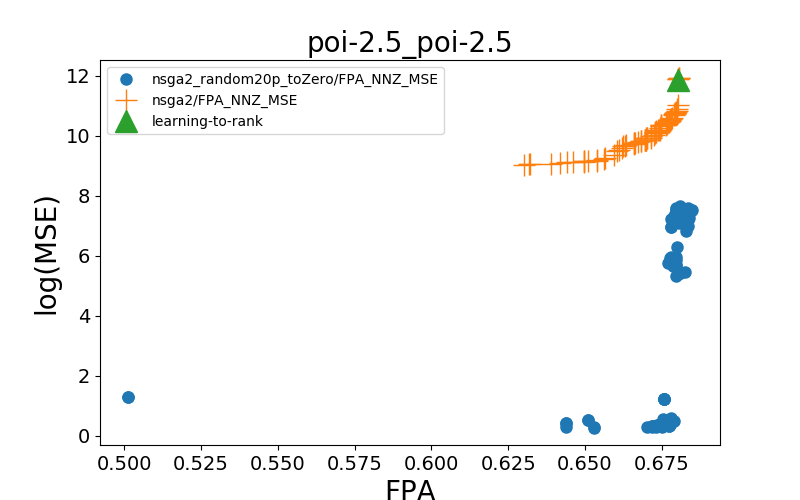 poi-2.5_poi-2.5
nsga2_random20p_toZero/FPA_NNZ_MSE
nsga2/FPA_NNZ_MSE
learning-to-rank
log(MSE)
12
10
8
6
4
2
0
0.500 0.525 0.550 0.575 0.600 0.625 0.650 0.675
FPA